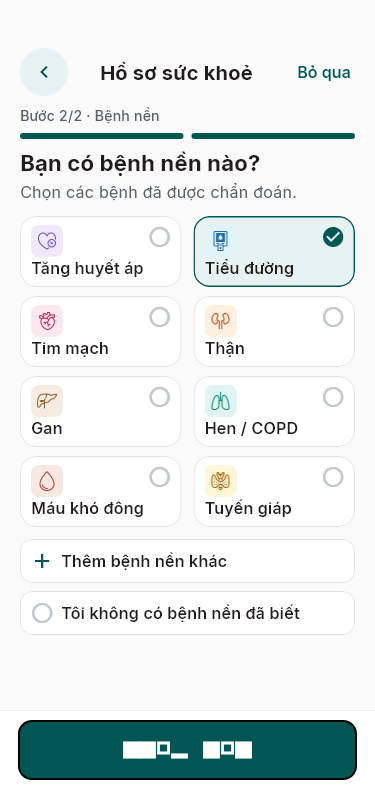 Hồ sơ sức khoẻ
Bỏ qua
Bước 2/2 · Bệnh nền
Bạn có bệnh nền nào?
Chọn các bệnh đã được chẩn đoán.
Tăng huyết áp
Tiểu đường
Tim mạch
Thận
Gan
Hen / COPD
Máu khó đông
Tuyến giáp
Thêm bệnh nền khác
Tôi không có bệnh nền đã biết